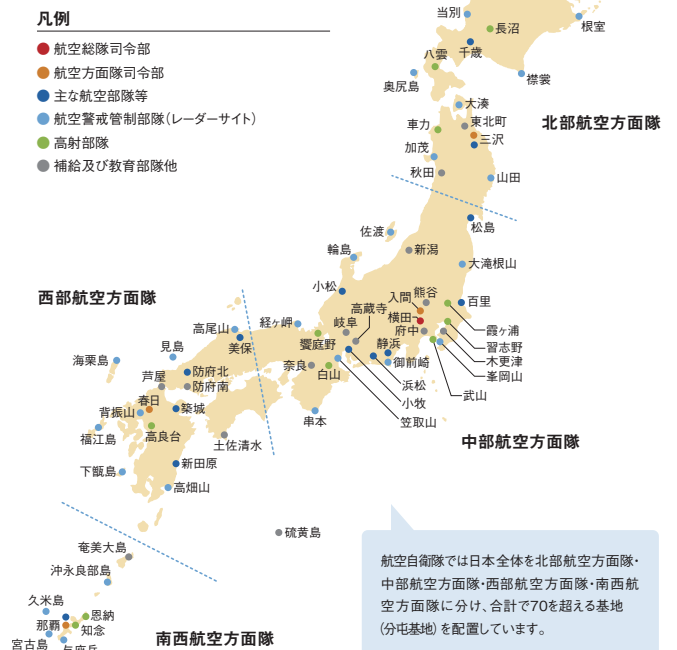 凡例
航空総隊司令部
航空方面隊司令部
主な航空部隊等
航空警戒管制部隊(レーダーサイト)
高射部隊
補給及び教育部隊他
当別
長沼
根室
八雲
千歳
奥尻島
襟裳
大湊
車力
東北町
三沢
加茂
秋田
山田
北部航空方面隊
松島
佐渡
新潟
輪島
大滝根山
小松
入間
熊谷
百里
高蔵寺
横田
霞ヶ浦
岐阜
府中
習志野
経ヶ岬
饗庭野
静浜
木更津
峯岡山
奈良
白山
御前崎
武山
浜松
小牧
笠取山
串本
中部航空方面隊
西部航空方面隊
高尾山
美保
見島
海栗島
防府北
芦屋
防府南
春日
築城
背振山
福江島
高良台
土佐清水
新田原
下甑島
高畑山
硫黄島
奄美大島
沖永良部島
久米島
恩納
那覇
知念
宮古島
与座岳
南西航空方面隊
航空自衛隊では日本全体を北部航空方面隊・
中部航空方面隊・西部航空方面隊・南西航
空方面隊に分け、合計で70を超える基地
(分屯基地)を配置しています。